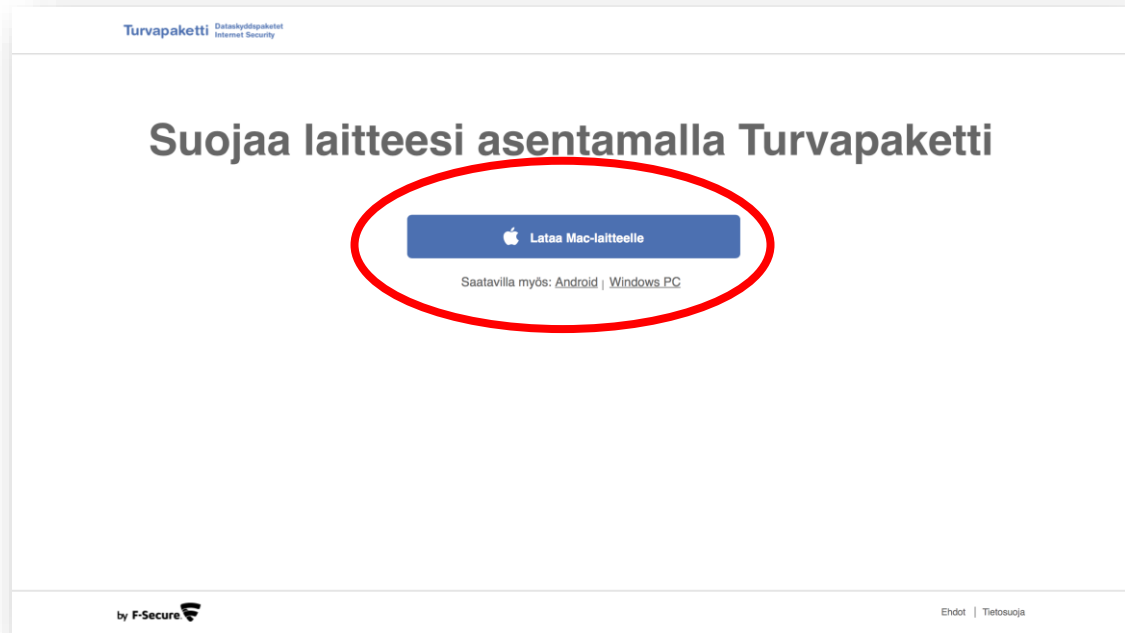 Turvapaketti
Dataskyddspaketet
Internet Security
Suojaa laitteesi asentamalla Turvapaketti
Lataa Mac-laitteelle
Saatavilla myös: Android | Windows PC
by F-Secure
Ehdot | Tietosuoja